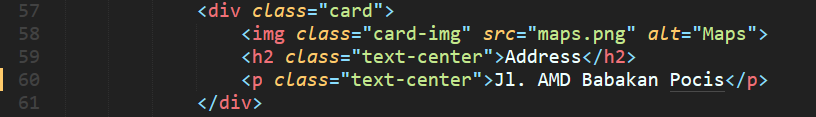 57 <div class="card">
58 <img class="card-img" src="maps.png" alt="Maps">
59 <h2 class="text-center">Address</h2>
60 <p class="text-center">Jl. AMD Babakan Pocis</p>
61 </div>